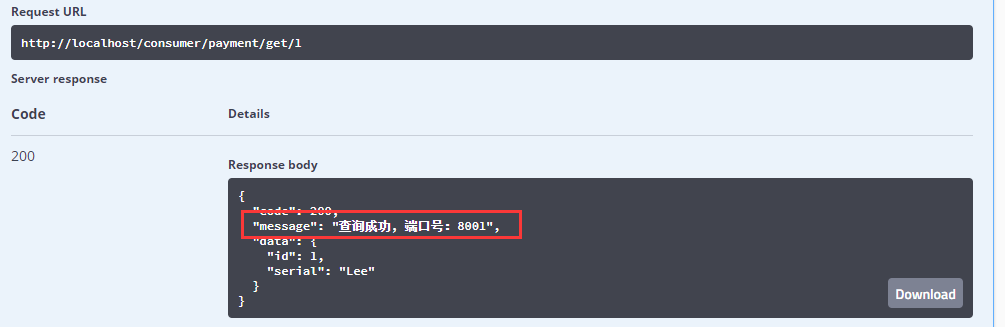 Request URL
http://localhost/consumer/payment/get/1
Server response
Code Details
200
Response body
{
"code": 200,
"message": "查询成功，端口号：8001",
"data": {
"id": 1,
"serial": "Lee"
}
}
Download